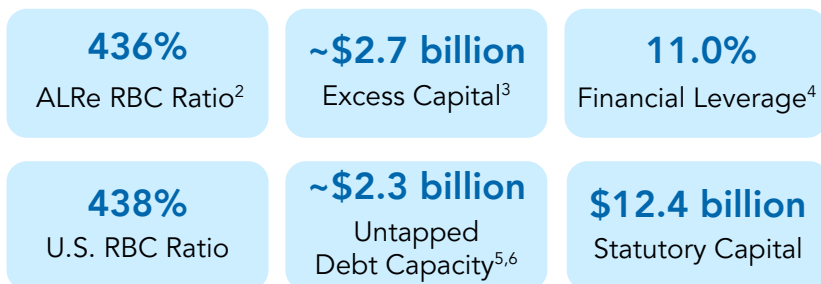 436%
ALRe RBC Ratio2
~$2.7 billion
Excess Capital3
11.0%
Financial Leverage4
438%
U.S. RBC Ratio
~$2.3 billion
Untapped
Debt Capacity5,6
$12.4 billion
Statutory Capital